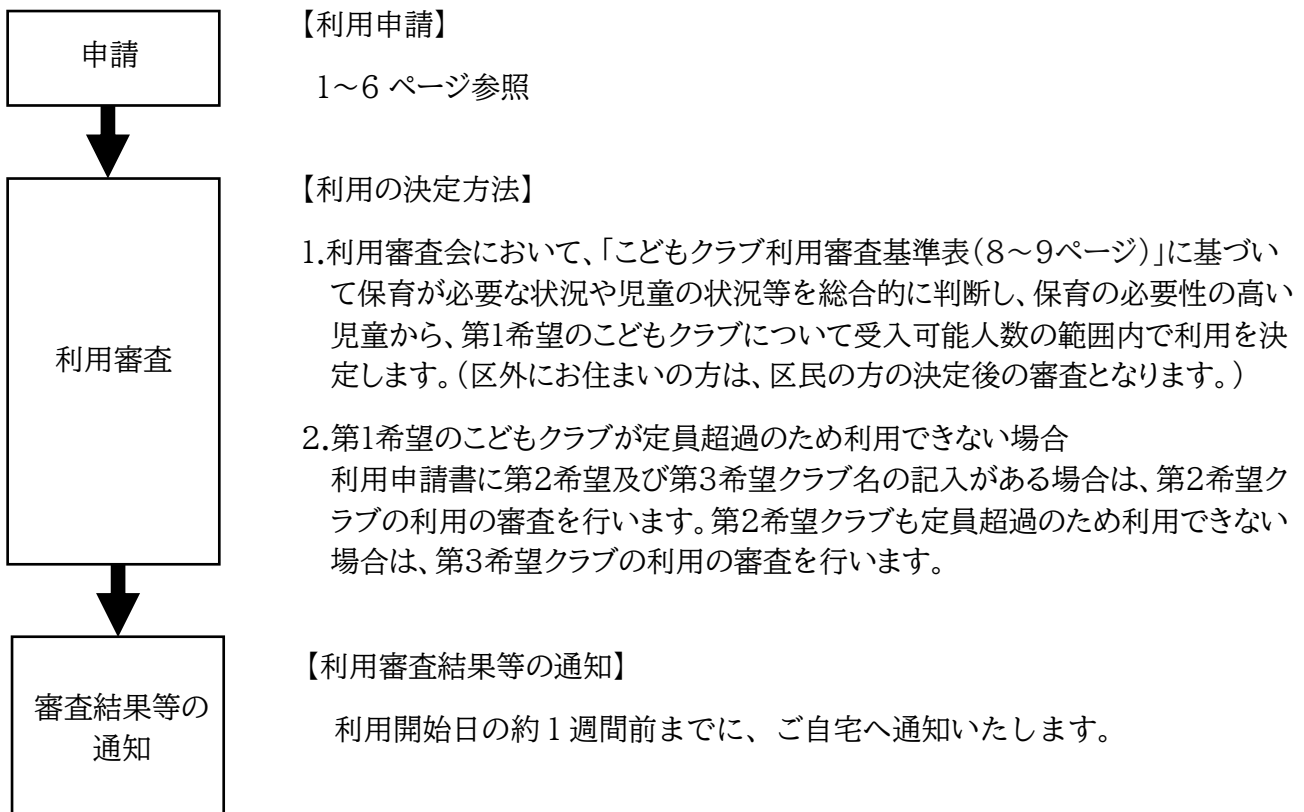 申請
【利用申請】
1～6 ページ参照
利用審査
【利用の決定方法】
1.利用審査会において、「こどもクラブ利用審査基準表(8～9ページ)」に基づい
て保育が必要な状況や児童の状況等を総合的に判断し、保育の必要性の高い
児童から、第1希望のこどもクラブについて受入可能人数の範囲内で利用を決
定します。(区外にお住まいの方は、区民の方の決定後の審査となります。)
2.第1希望のこどもクラブが定員超過のため利用できない場合
利用申請書に第2希望及び第3希望クラブ名の記入がある場合は、第2希望ク
ラブの利用の審査を行います。第2希望クラブも定員超過のため利用できない
場合は、第3希望クラブの利用の審査を行います。
審査結果等の
通知
【利用審査結果等の通知】
利用開始日の約１週間前までに、ご自宅へ通知いたします。